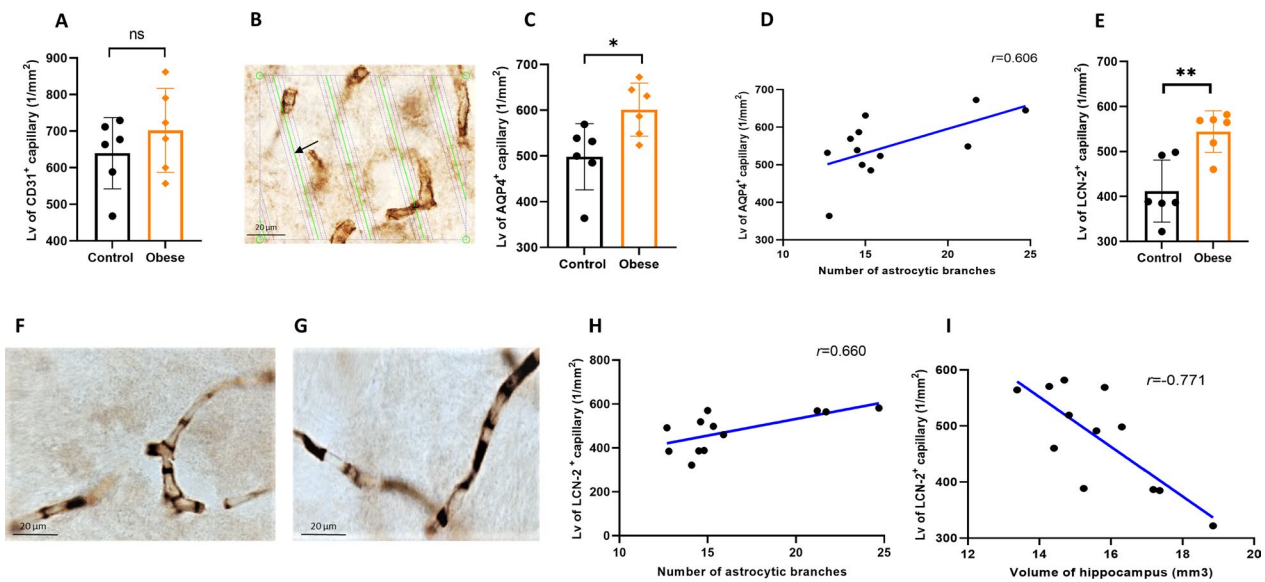 A
ns
Lv of CD31⁺ capillary (1/mm²)
900
800
700
600
500
400
Control
Obese
B
20 μm
C
*
Lv of AQP4⁺ capillary (1/mm²)
700
600
500
400
300
Control
Obese
D
r=0.606
Lv of AQP4⁺ capillary (1/mm²)
700
600
500
400
300
10
15
20
25
Number of astrocytic branches
E
**
Lv of LCN-2⁺ capillary (1/mm²)
700
600
500
400
300
Control
Obese
F
20 μm
G
20 μm
H
r=0.660
Lv of LCN-2 ⁺ capillary (1/mm²)
800
600
400
200
0
10
15
20
25
Number of astrocytic branches
I
r=-0.771
Lv of LCN-2⁺ capillary (1/mm²)
600
500
400
300
12
14
16
18
20
Volume of hippocampus (mm3)